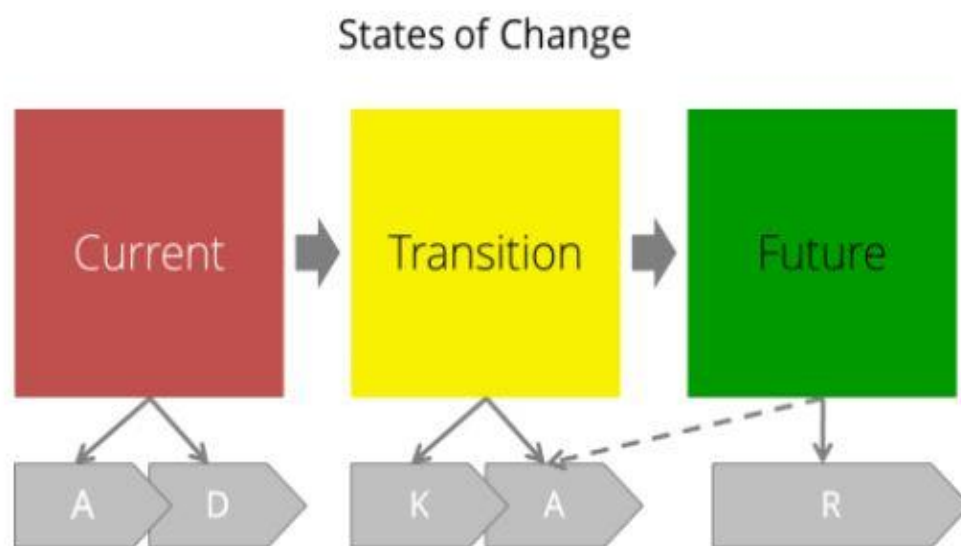 States of Change
Current
Transition
Future
A
D
K
A
R